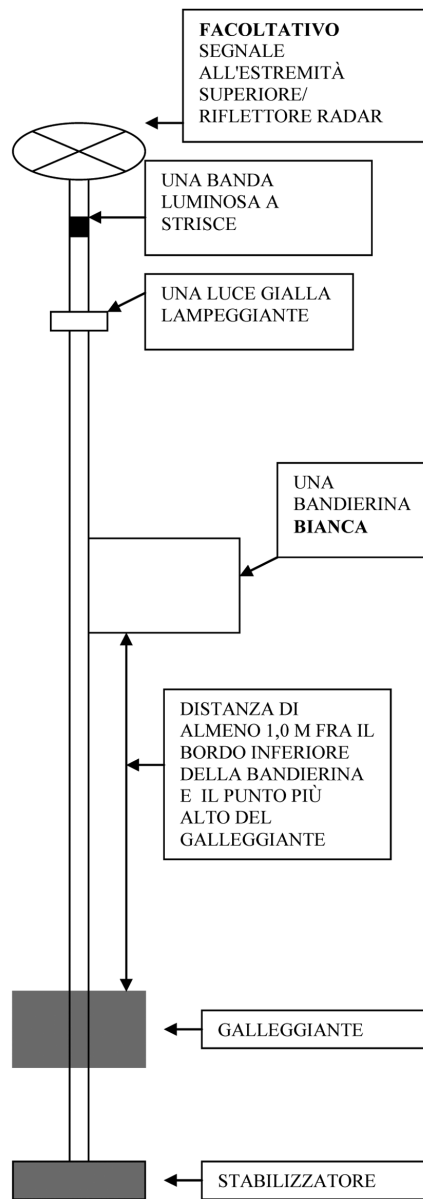 FACOLTATIVO
SEGNALE
ALL'ESTREMITÀ
SUPERIORE/
RIFLETTORE RADAR
UNA BANDA
LUMINOSA A
STRISCE
UNA LUCE GIALLA
LAMPEGGIANTE
UNA
BANDIERINA
BIANCA
DISTANZA DI
ALMENO 1,0 M FRA IL
BORDO INFERIORE
DELLA BANDIERINA
E IL PUNTO PIÙ
ALTO DEL
GALLEGGIANTE
GALLEGGIANTE
STABILIZZATORE